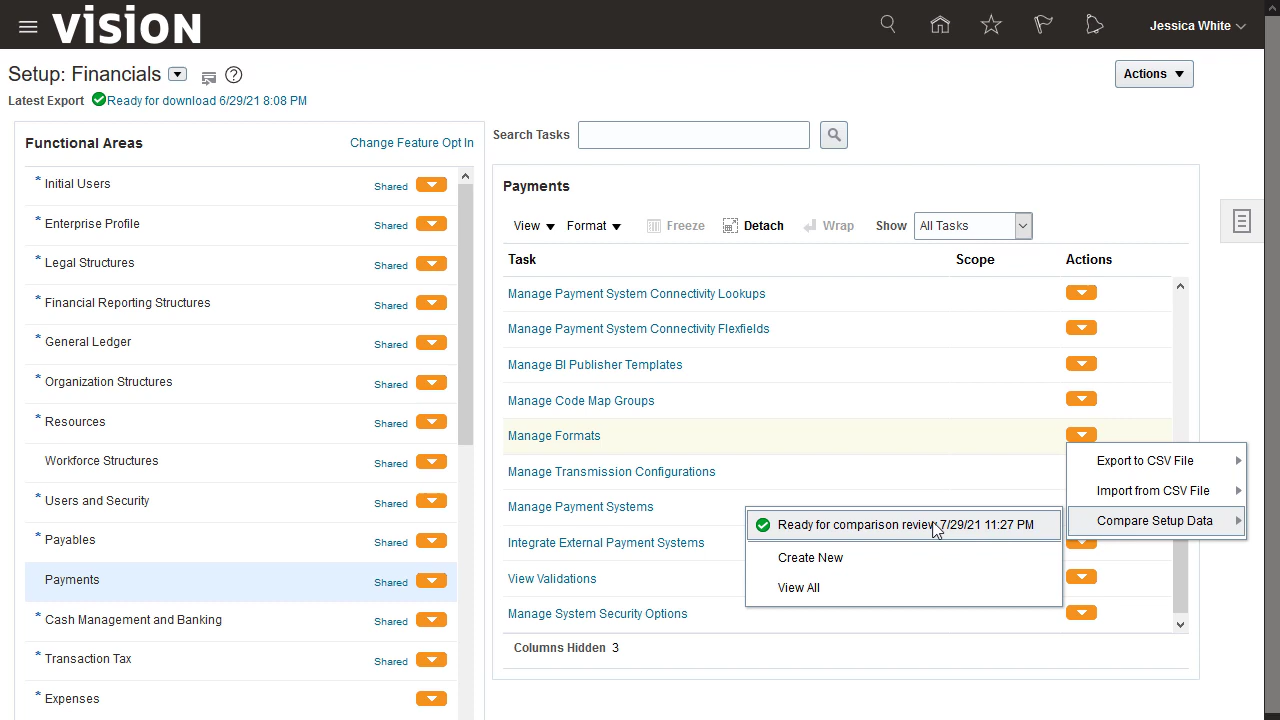 vision
Jessica White
Setup: Financials
Actions
Latest Export Ready for download 6/29/21 8:08 PM
Functional Areas
Change Feature Opt In
* Initial Users Shared
* Enterprise Profile Shared
* Legal Structures Shared
* Financial Reporting Structures Shared
* General Ledger Shared
* Organization Structures Shared
* Resources Shared
Workforce Structures Shared
* Users and Security Shared
* Payables Shared
Payments Shared
* Cash Management and Banking Shared
* Transaction Tax Shared
* Expenses
Search Tasks
Payments
View Format Freeze Detach Wrap Show All Tasks
Task Scope Actions
Manage Payment System Connectivity Lookups
Manage Payment System Connectivity Flexfields
Manage BI Publisher Templates
Manage Code Map Groups
Manage Formats
Manage Transmission Configurations
Manage Payment Systems
Integrate External Payment Systems
View Validations
Manage System Security Options
Columns Hidden 3
Export to CSV File
Import from CSV File
Compare Setup Data
Ready for comparison review 7/29/21 11:27 PM
Create New
View All